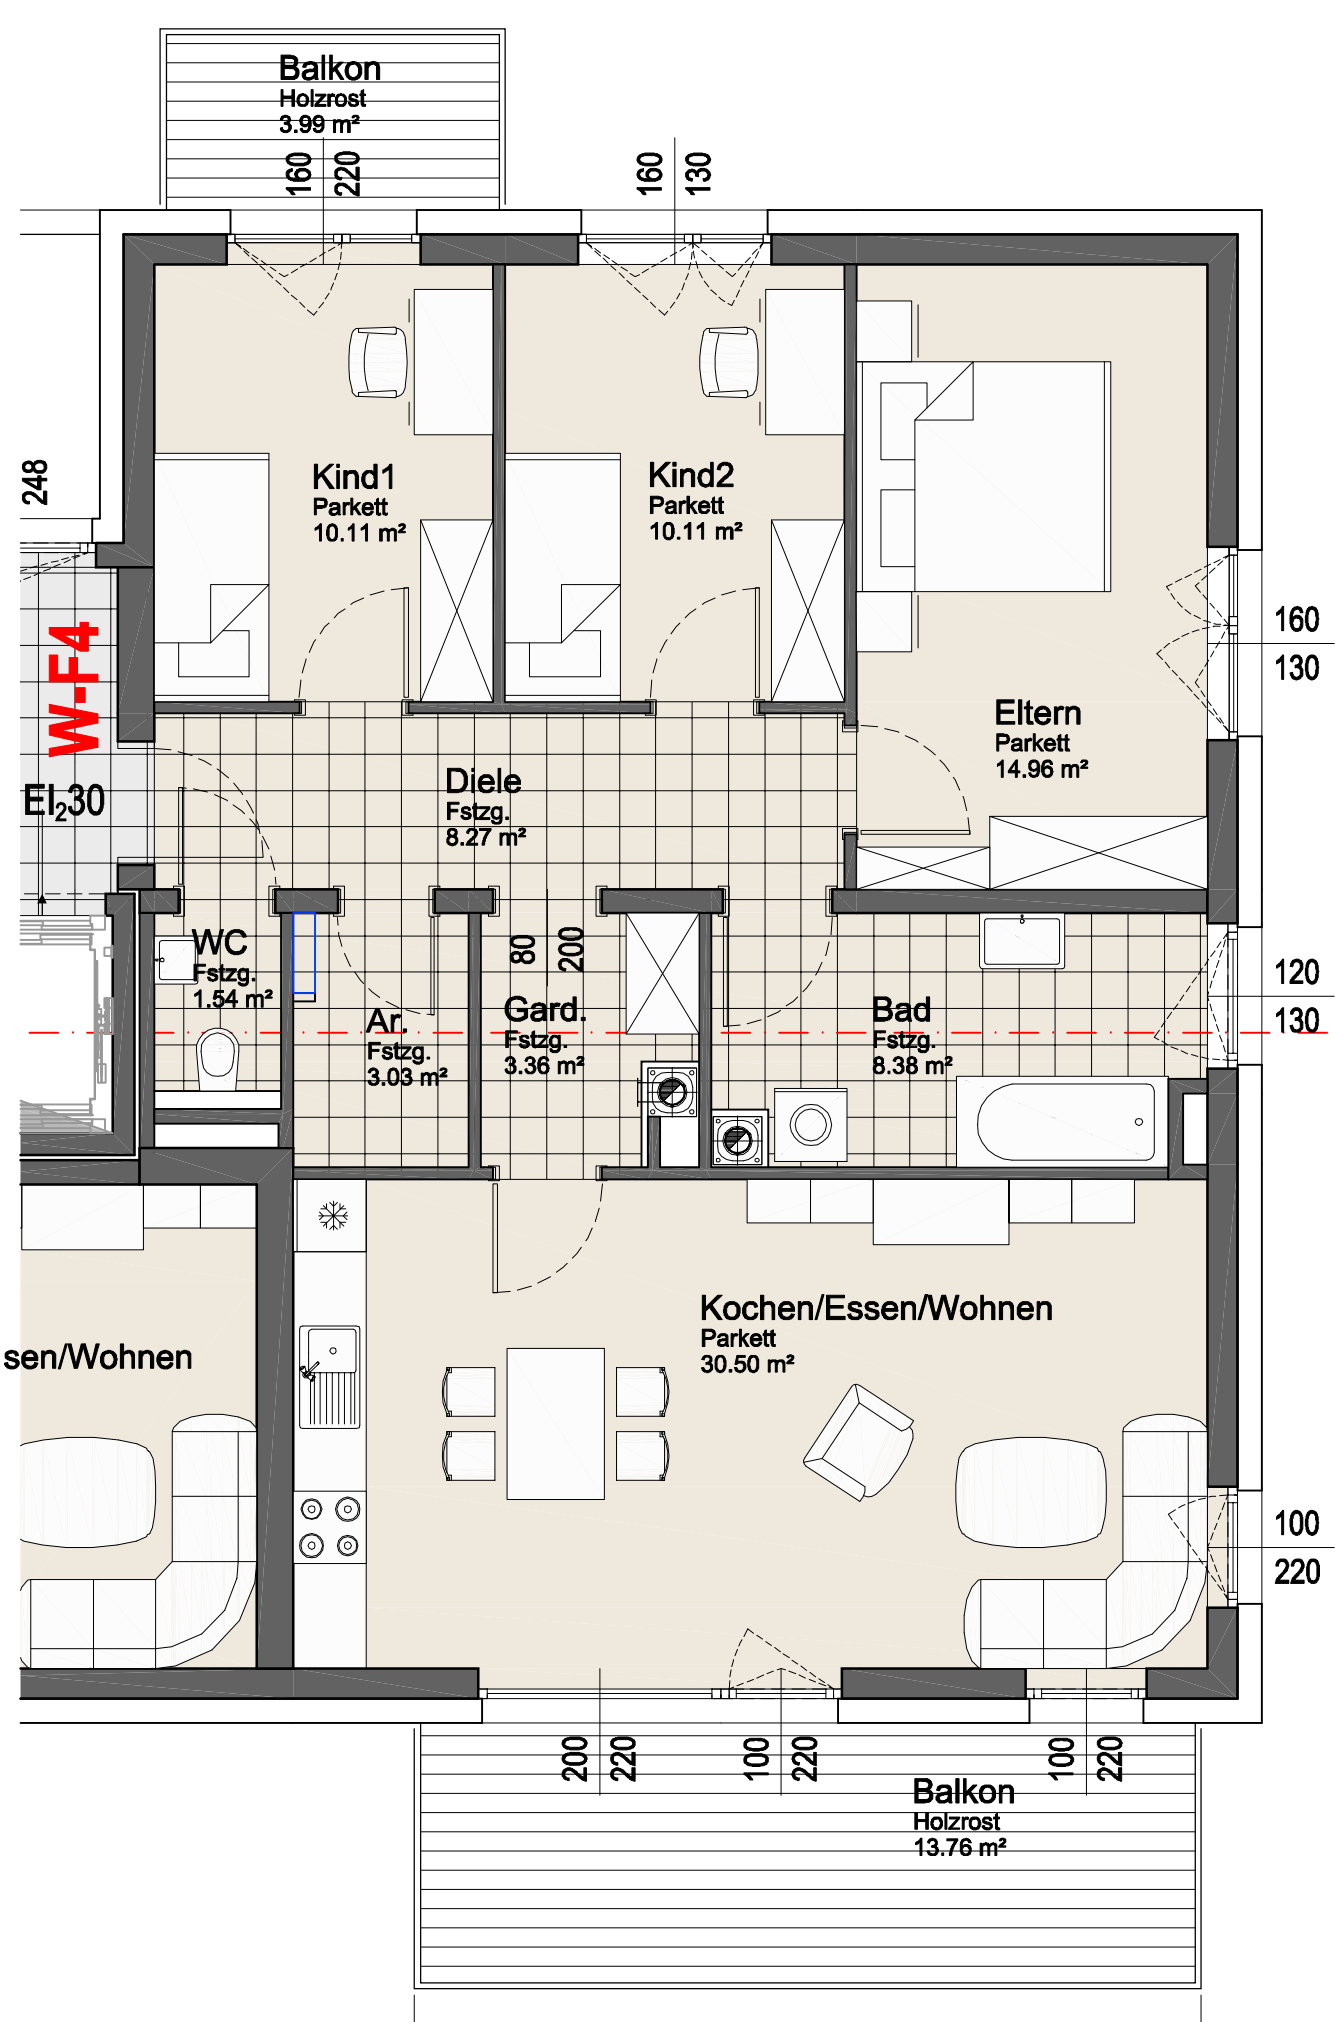 Balkon
Holzrost
3.99 m²
160
220
160
130
248
Kind1
Parkett
10.11 m²
Kind2
Parkett
10.11 m²
W-F4
160
130
Eltern
Parkett
14.96 m²
EI₂30
Diele
Fstzg.
8.27 m²
WC
Fstzg.
1.54 m²
80
200
120
130
Ar.
Fstzg.
3.03 m²
Gard.
Fstzg.
3.36 m²
Bad
Fstzg.
8.38 m²
Kochen/Essen/Wohnen
Parkett
30.50 m²
sen/Wohnen
100
220
200
220
100
220
100
220
Balkon
Holzrost
13.76 m²